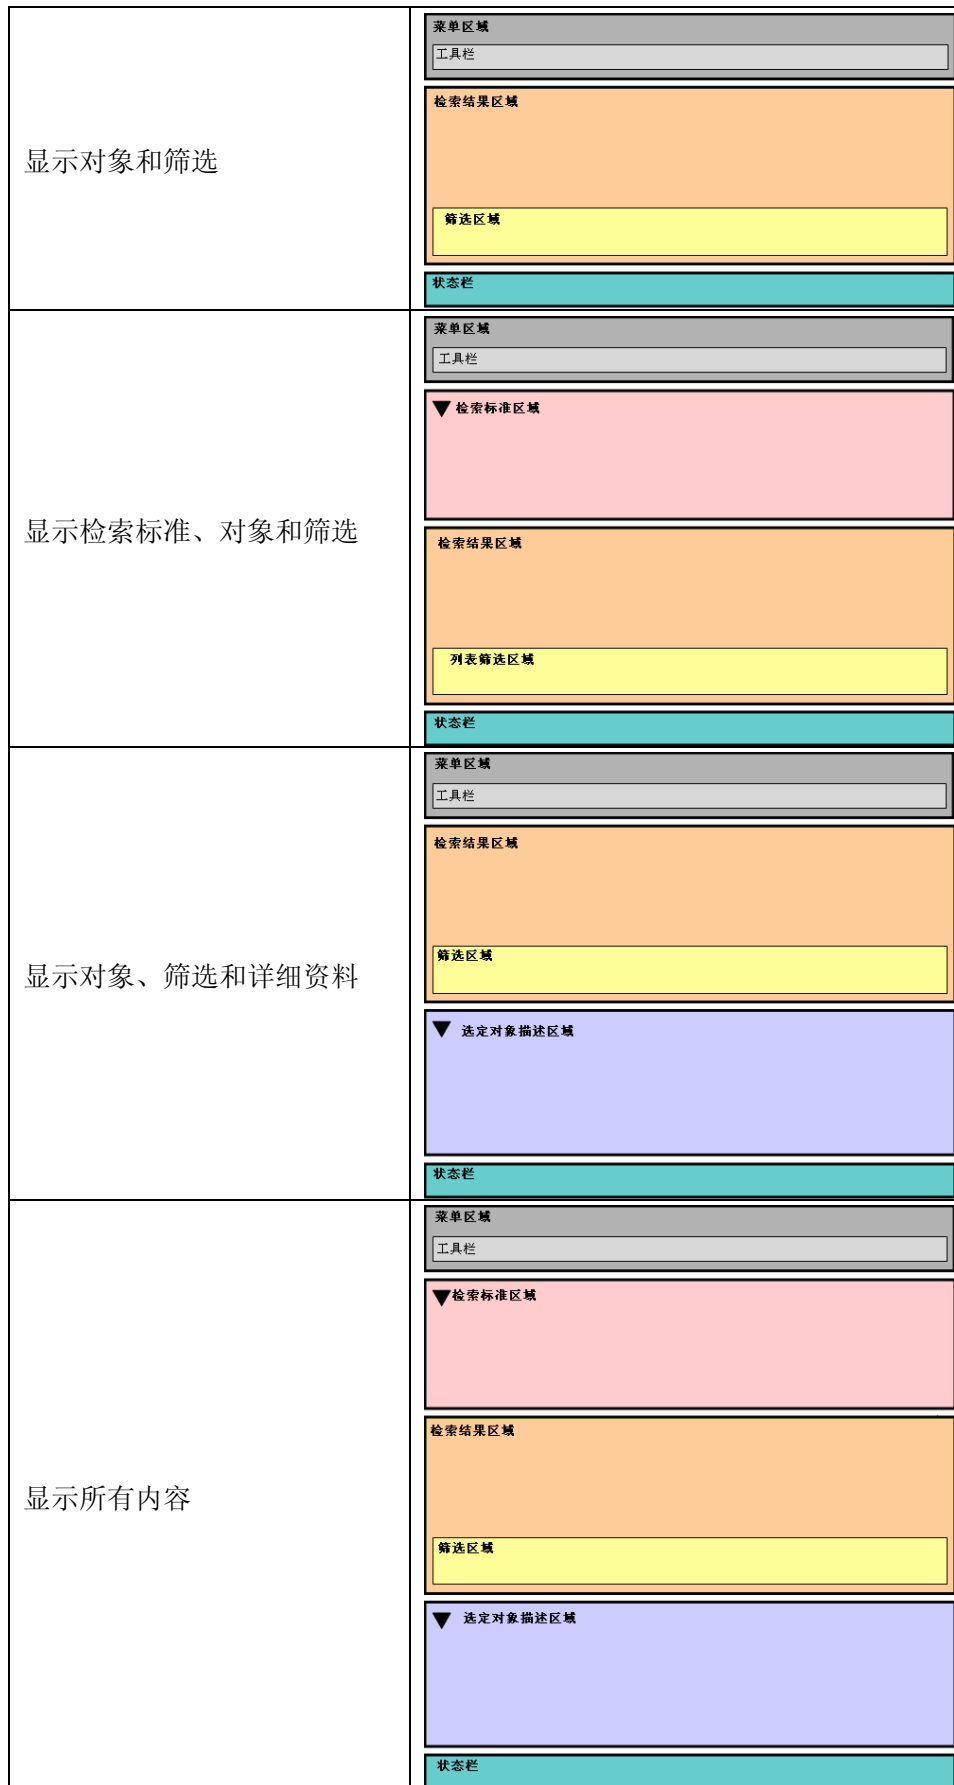 显示对象和筛选
菜单区域
工具栏
检索结果区域
筛选区域
状态栏
显示检索标准、对象和筛选
菜单区域
工具栏
检索标准区域
检索结果区域
列表筛选区域
状态栏
显示对象、筛选和详细资料
菜单区域
工具栏
检索结果区域
筛选区域
选定对象描述区域
状态栏
显示所有内容
菜单区域
工具栏
检索标准区域
检索结果区域
筛选区域
选定对象描述区域
状态栏